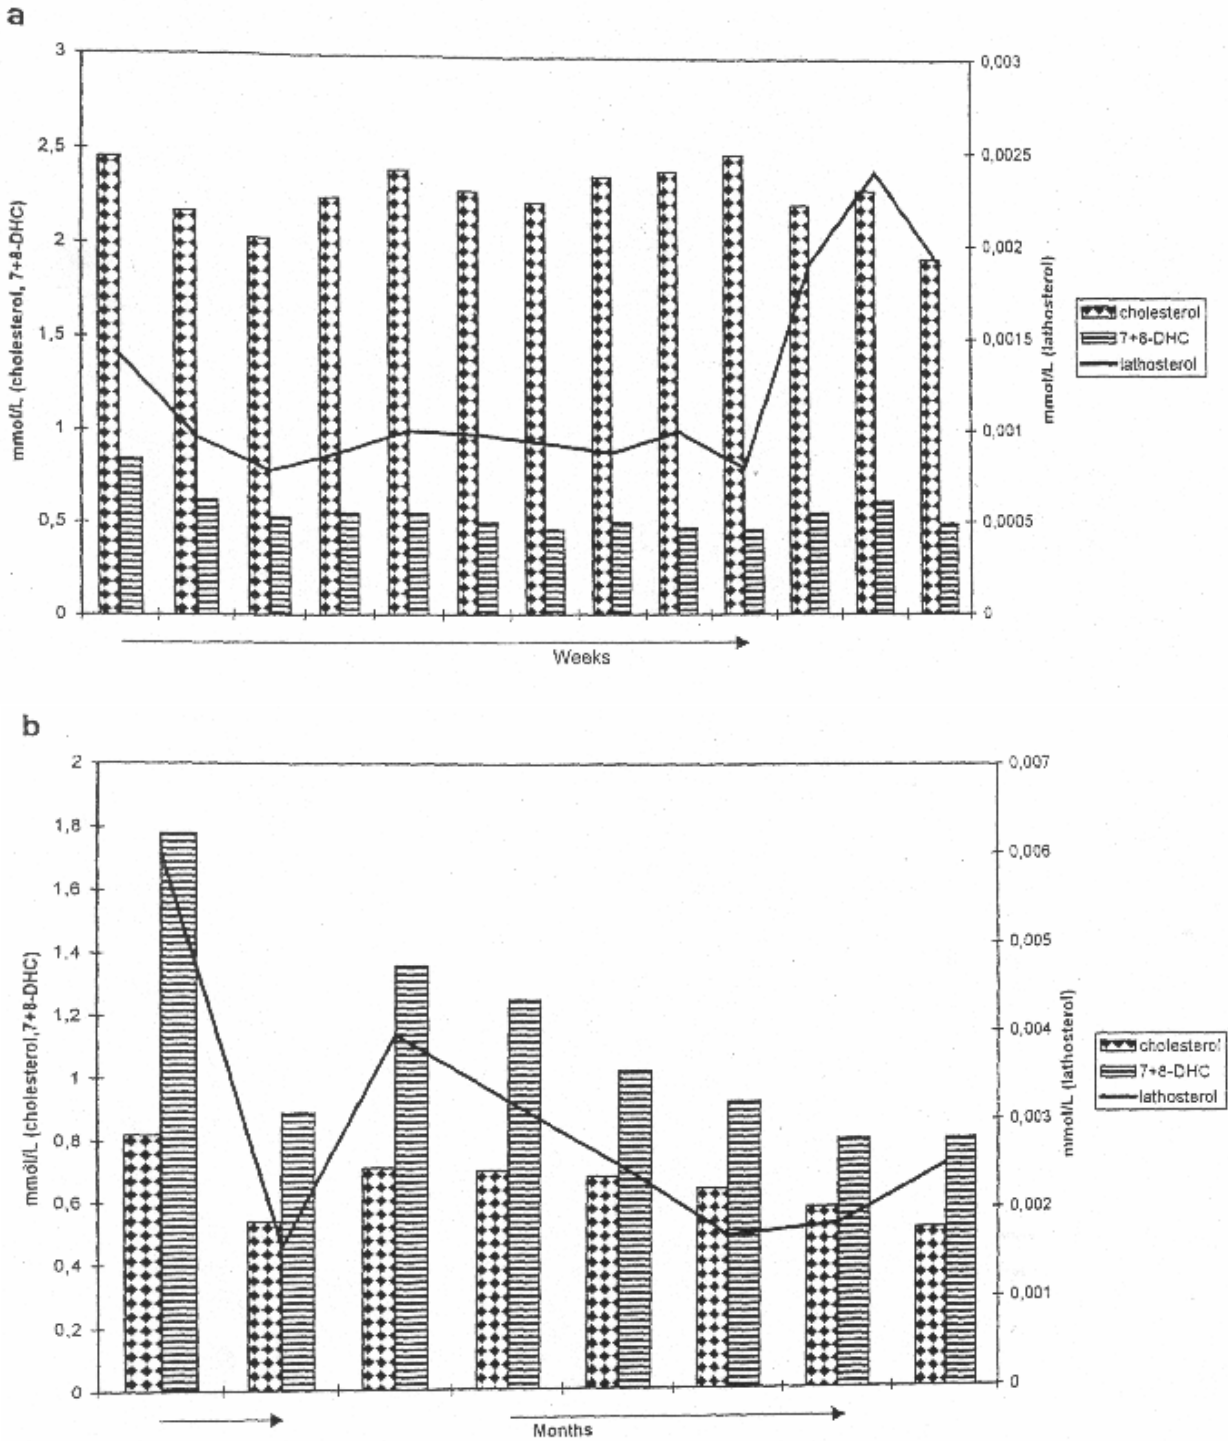 a
3
2,5
2
1,5
1
0,5
0
mmol/L (cholesterol, 7+8-DHC)
0,003
0,0025
0,002
0,0015
0,001
0,0005
0
mmol/L (lathosterol)
cholesterol
7+8-DHC
lathosterol
Weeks
b
2
1,8
1,6
1,4
1,2
1
0,8
0,6
0,4
0,2
0
mmol/L (cholesterol,7+8-DHC)
0,007
0,006
0,005
0,004
0,003
0,002
0,001
0
mmol/L (lathosterol)
cholesterol
7+8-DHC
lathosterol
Months